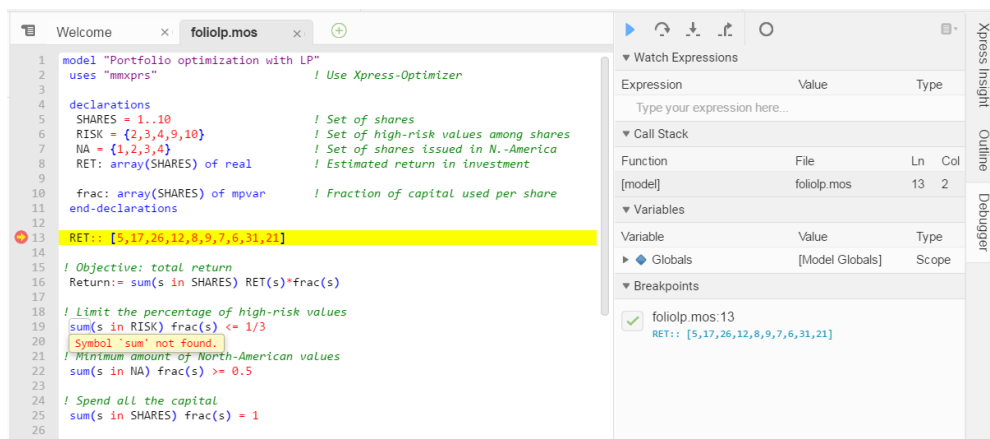 Welcome × foliolp.mos ×
1 model "Portfolio optimization with LP"
2 uses "mmxprs" ! Use Xpress-Optimizer
3
4 declarations
5 SHARES = 1..10 ! Set of shares
6 RISK = {2,3,4,9,10} ! Set of high-risk values among shares
7 NA = {1,2,3,4} ! Set of shares issued in N.-America
8 RET: array(SHARES) of real ! Estimated return in investment
9
10 frac: array(SHARES) of mpvar ! Fraction of capital used per share
11 end-declarations
12
13 RET:: [5,17,26,12,8,9,7,6,31,21]
14
15 ! Objective: total return
16 Return:= sum(s in SHARES) RET(s)*frac(s)
17
18 ! Limit the percentage of high-risk values
19 sum(s in RISK) frac(s) <= 1/3
20 Symbol `sum' not found.
21 ! Minimum amount of North-American values
22 sum(s in NA) frac(s) >= 0.5
23
24 ! Spend all the capital
25 sum(s in SHARES) frac(s) = 1
26
Watch Expressions
Expression Value Type
Type your expression here...
Call Stack
Function File Ln Col
[model] foliolp.mos 13 2
Variables
Variable Value Type
Globals [Model Globals] Scope
Breakpoints
foliolp.mos:13
RET:: [5,17,26,12,8,9,7,6,31,21]
Xpress Insight
Outline
Debugger